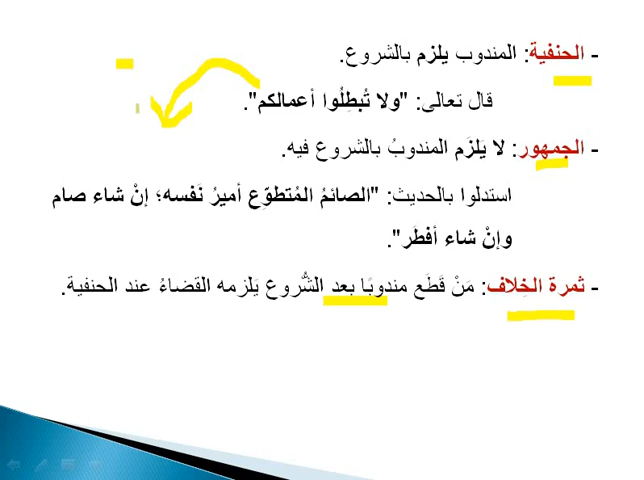 - الحنفية: المندوب يلزم بالشروع.
قال تعالى: "ولا تُبطِلُوا أعمالكم".
- الجمهور: لا يَلزَم المندوبُ بالشروع فيه.
استدلوا بالحديث: "الصائمُ المُتطوِّع أميرُ نَفسه؛ إنْ شاء صام
وإنْ شاء أفطَر".
- ثمرة الخِلاف: مَنْ قَطَع مندوبًا بعد الشُّروع يَلزمه القضاءُ عند الحنفية.